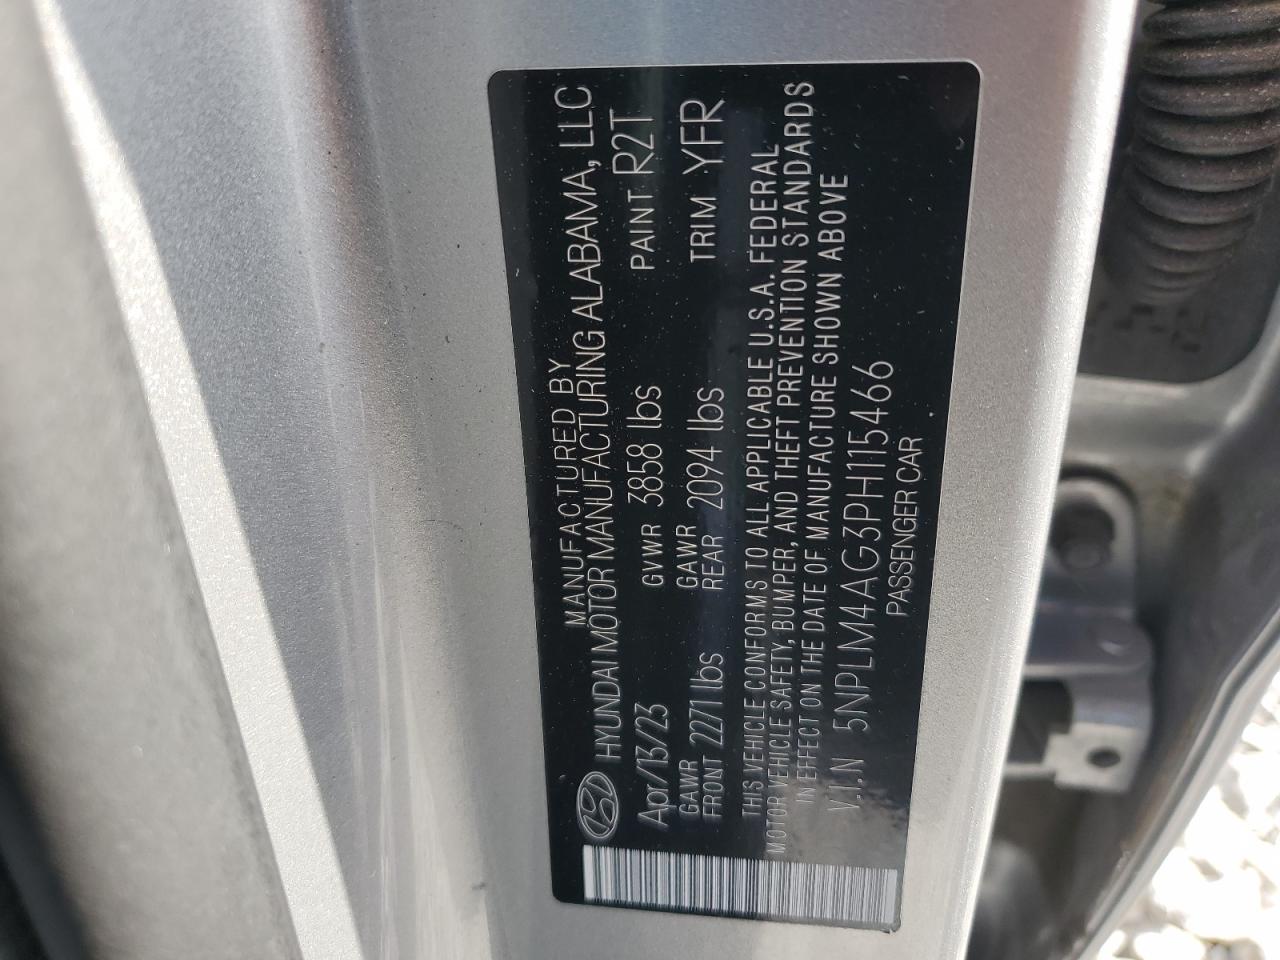 MANUFACTURED BY
HYUNDAI MOTOR MANUFACTURING ALABAMA, LLC
Apr/13/23 GVWR 3858 lbs PAINT R2T
GAWR FRONT 2271 lbs GAWR REAR 2094 lbs TRIM YFR
THIS VEHICLE CONFORMS TO ALL APPLICABLE U.S.A. FEDERAL
MOTOR VEHICLE SAFETY, BUMPER, AND THEFT PREVENTION STANDARDS
IN EFFECT ON THE DATE OF MANUFACTURE SHOWN ABOVE
V.I.N 5NPLM4AG3PH115466
PASSENGER CAR